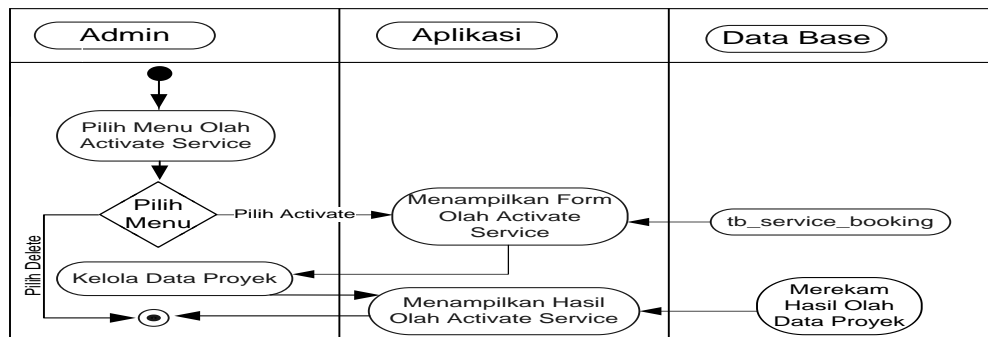 Admin
Aplikasi
Data Base
Pilih Menu Olah
Activate Service
Pilih
Menu
Pilih Activate
Menampilkan Form
Olah Activate
Service
tb_service_booking
Pilih Delete
Kelola Data Proyek
Menampilkan Hasil
Olah Activate Service
Merekam
Hasil Olah
Data Proyek